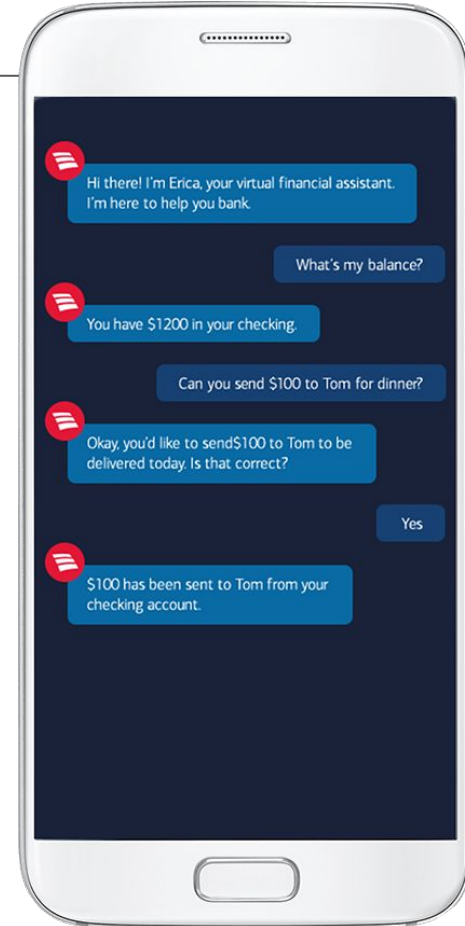 Hi there! I'm Erica, your virtual financial assistant.
I'm here to help you bank.
What's my balance?
You have $1200 in your checking.
Can you send $100 to Tom for dinner?
Okay, you'd like to send$100 to Tom to be
delivered today. Is that correct?
Yes
$100 has been sent to Tom from your
checking account.